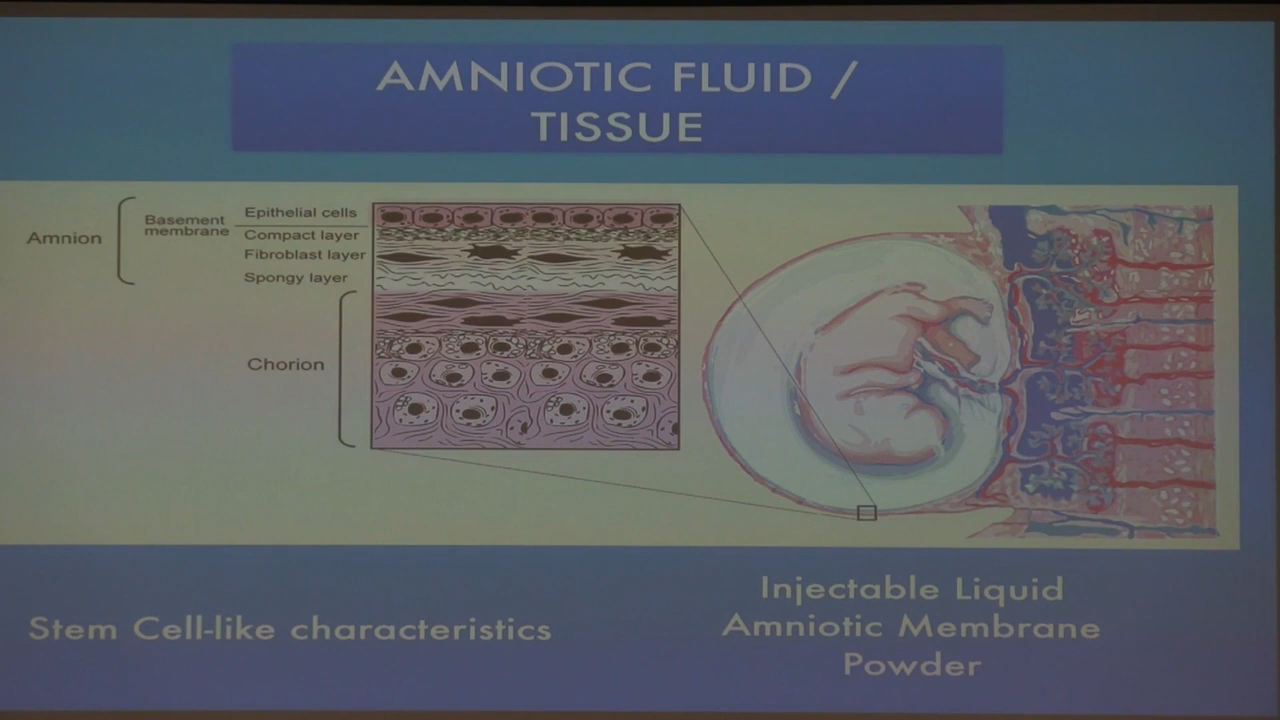 AMNIOTIC FLUID /
TISSUE
Amnion
Basement
membrane
Epithelial cells
Compact layer
Fibroblast layer
Spongy layer
Chorion
Stem Cell-like characteristics
Injectable Liquid
Amniotic Membrane
Powder